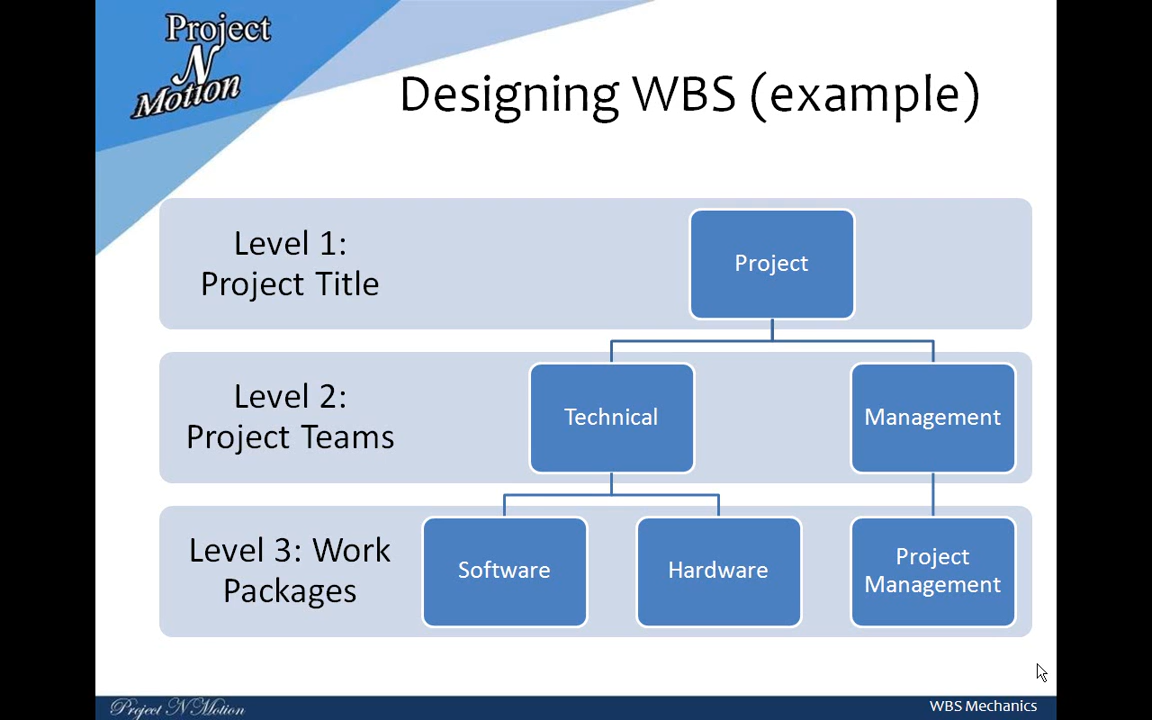 Project
N
Motion
Designing WBS (example)
Level 1:
Project Title
Project
Level 2:
Project Teams
Technical
Management
Level 3: Work
Packages
Software
Hardware
Project
Management
Project N Motion
WBS Mechanics